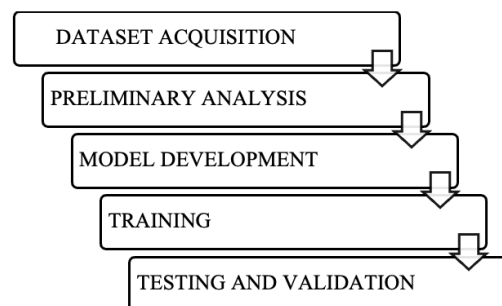 DATASET ACQUISITION
PRELIMINARY ANALYSIS
MODEL DEVELOPMENT
TRAINING
TESTING AND VALIDATION